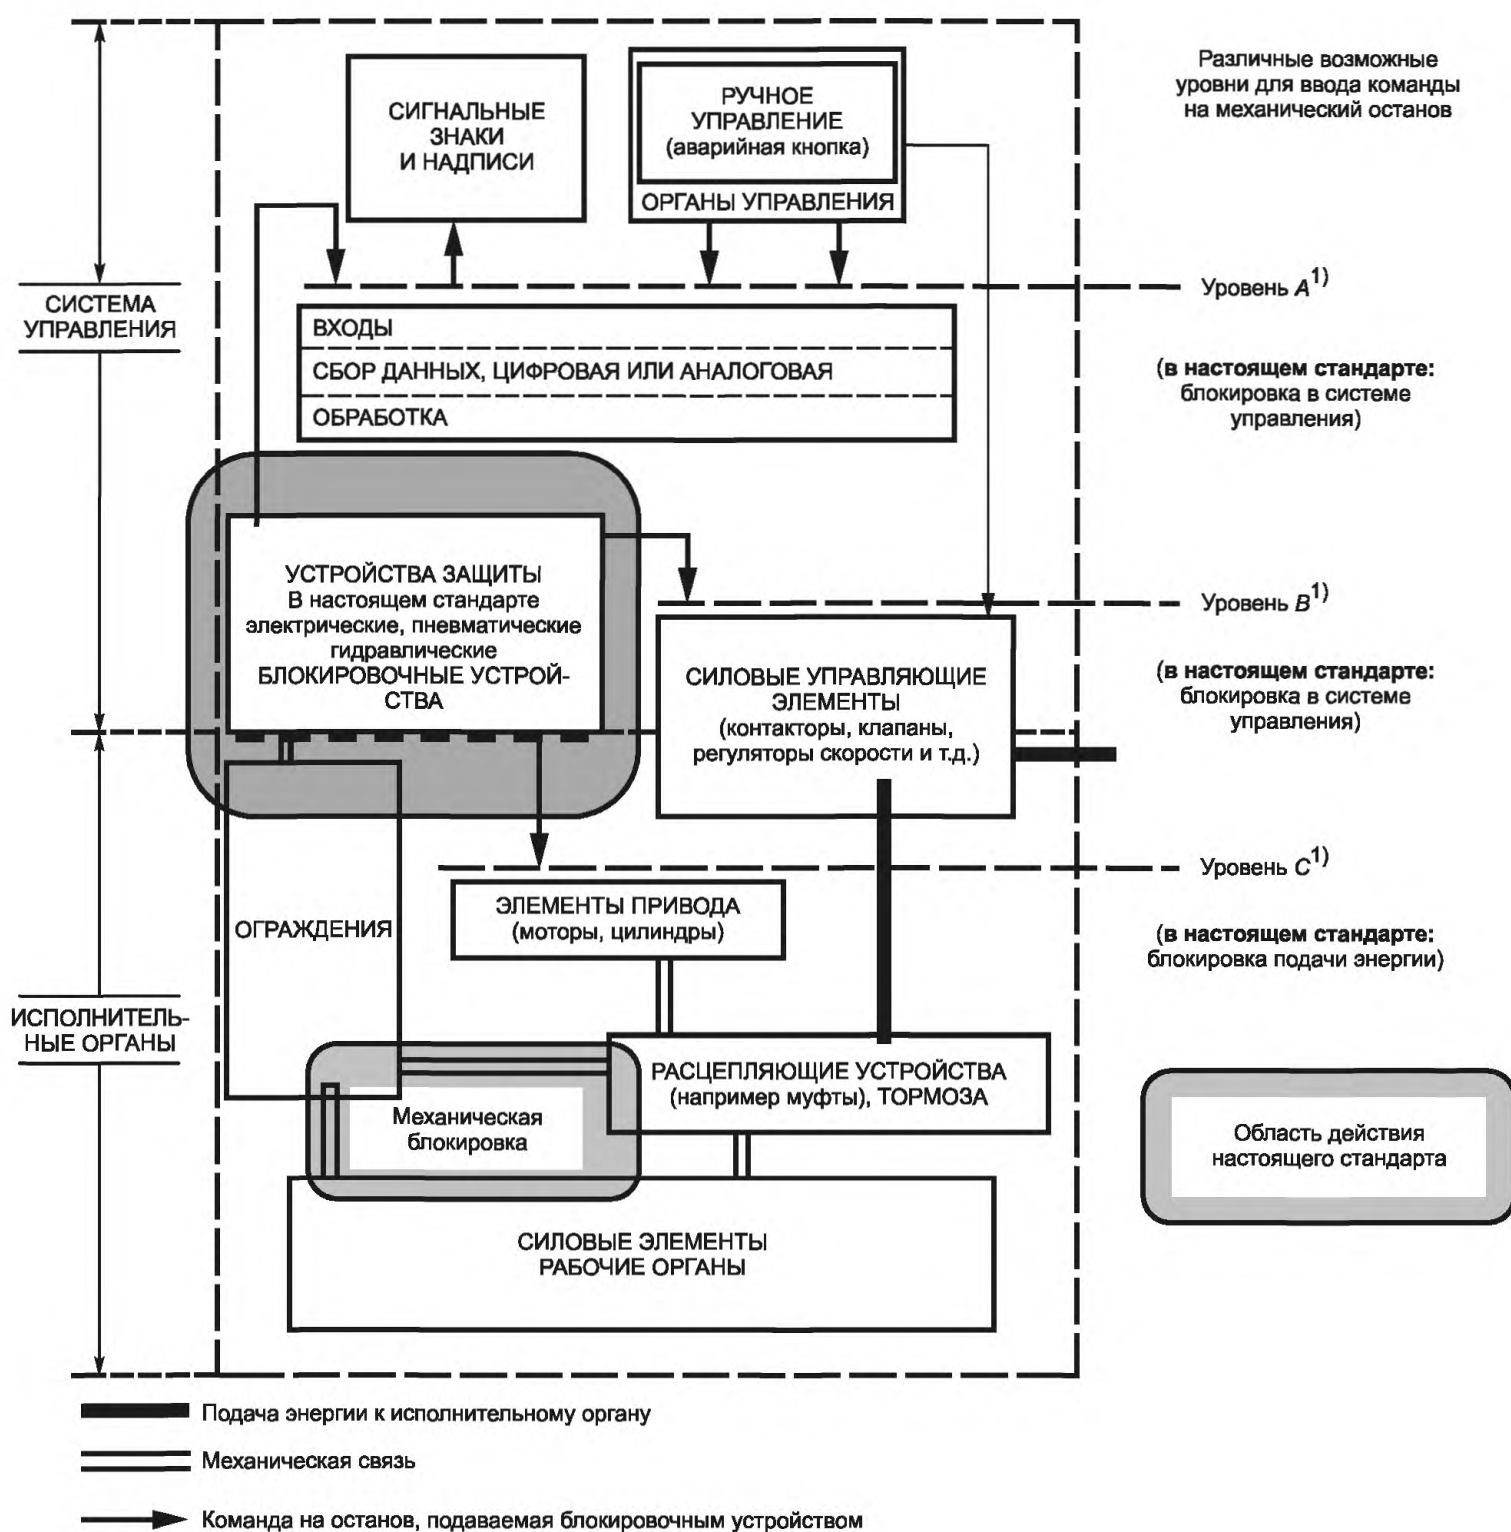 Различные возможные
уровни для ввода команды
на механический останов
СИГНАЛЬНЫЕ
ЗНАКИ
И НАДПИСИ
РУЧНОЕ
УПРАВЛЕНИЕ
(аварийная кнопка)
ОРГАНЫ УПРАВЛЕНИЯ
Уровень A1)
СИСТЕМА
УПРАВЛЕНИЯ
ВХОДЫ
СБОР ДАННЫХ, ЦИФРОВАЯ ИЛИ АНАЛОГОВАЯ
ОБРАБОТКА
(в настоящем стандарте:
блокировка в системе
управления)
УСТРОЙСТВА ЗАЩИТЫ
В настоящем стандарте
электрические, пневматические
гидравлические
БЛОКИРОВОЧНЫЕ УСТРОЙ-
СТВА
Уровень B1)
СИЛОВЫЕ УПРАВЛЯЮЩИЕ
ЭЛЕМЕНТЫ
(контакторы, клапаны,
регуляторы скорости и т.д.)
(в настоящем стандарте:
блокировка в системе
управления)
Уровень C1)
ЭЛЕМЕНТЫ ПРИВОДА
(моторы, цилиндры)
ОГРАЖДЕНИЯ
(в настоящем стандарте:
блокировка подачи энергии)
ИСПОЛНИТЕЛЬ-
НЫЕ ОРГАНЫ
РАСЦЕПЛЯЮЩИЕ УСТРОЙСТВА
(например муфты), ТОРМОЗА
Механическая
блокировка
Область действия
настоящего стандарта
СИЛОВЫЕ ЭЛЕМЕНТЫ
РАБОЧИЕ ОРГАНЫ
Подача энергии к исполнительному органу
Механическая связь
Команда на останов, подаваемая блокировочным устройством